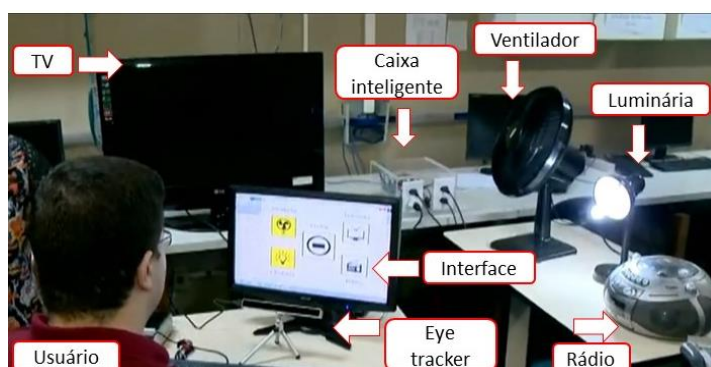 TV
Caixa
inteligente
Ventilador
Luminária
Interface
Usuário
Eye
tracker
Rádio